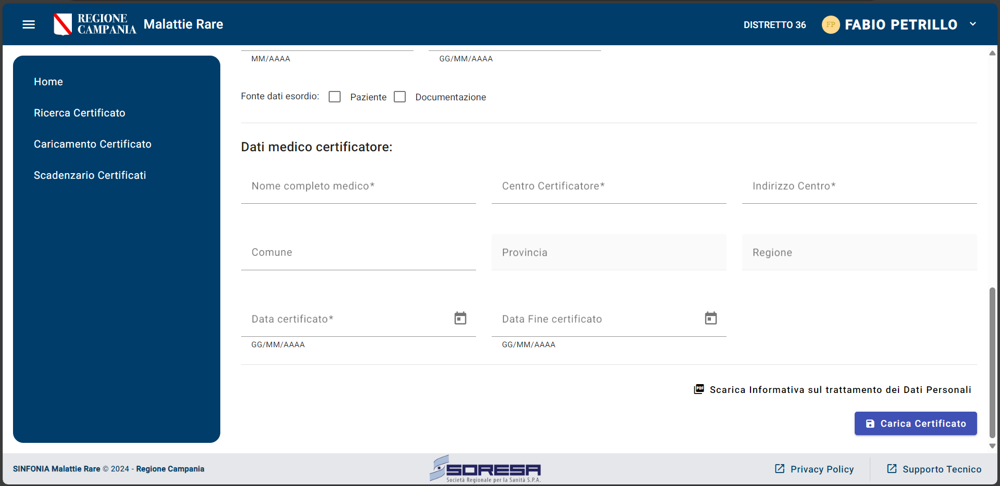 REGIONE
CAMPANIA
Malattie Rare
DISTRETTO 36
FP
FABIO PETRILLO
Home
Ricerca Certificato
Caricamento Certificato
Scadenzario Certificati
MM/AAAA
GG/MM/AAAA
Fonte dati esordio:
Paziente
Documentazione
Dati medico certificatore:
Nome completo medico*
Centro Certificatore*
Indirizzo Centro*
Comune
Provincia
Regione
Data certificato*
Data Fine certificato
GG/MM/AAAA
GG/MM/AAAA
PDF
Scarica Informativa sul trattamento dei Dati Personali
Carica Certificato
SINFONIA Malattie Rare © 2024 - Regione Campania
SORESA
Società Regionale per la Sanità S.P.A.
Privacy Policy
Supporto Tecnico